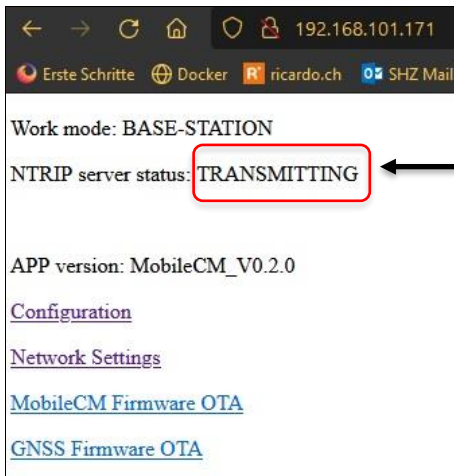 192.168.101.171
Erste Schritte Docker R ricardo.ch SHZ Mail
Work mode: BASE-STATION
NTRIP server status: TRANSMITTING
APP version: MobileCM_V0.2.0
Configuration
Network Settings
MobileCM Firmware OTA
GNSS Firmware OTA